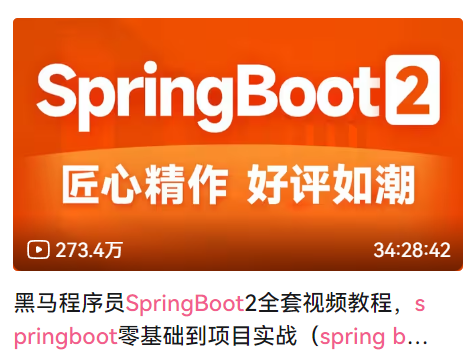 SpringBoot2
匠心精作 好评如潮
273.4万 34:28:42
黑马程序员SpringBoot2全套视频教程，s
pringboot零基础到项目实战（spring b...